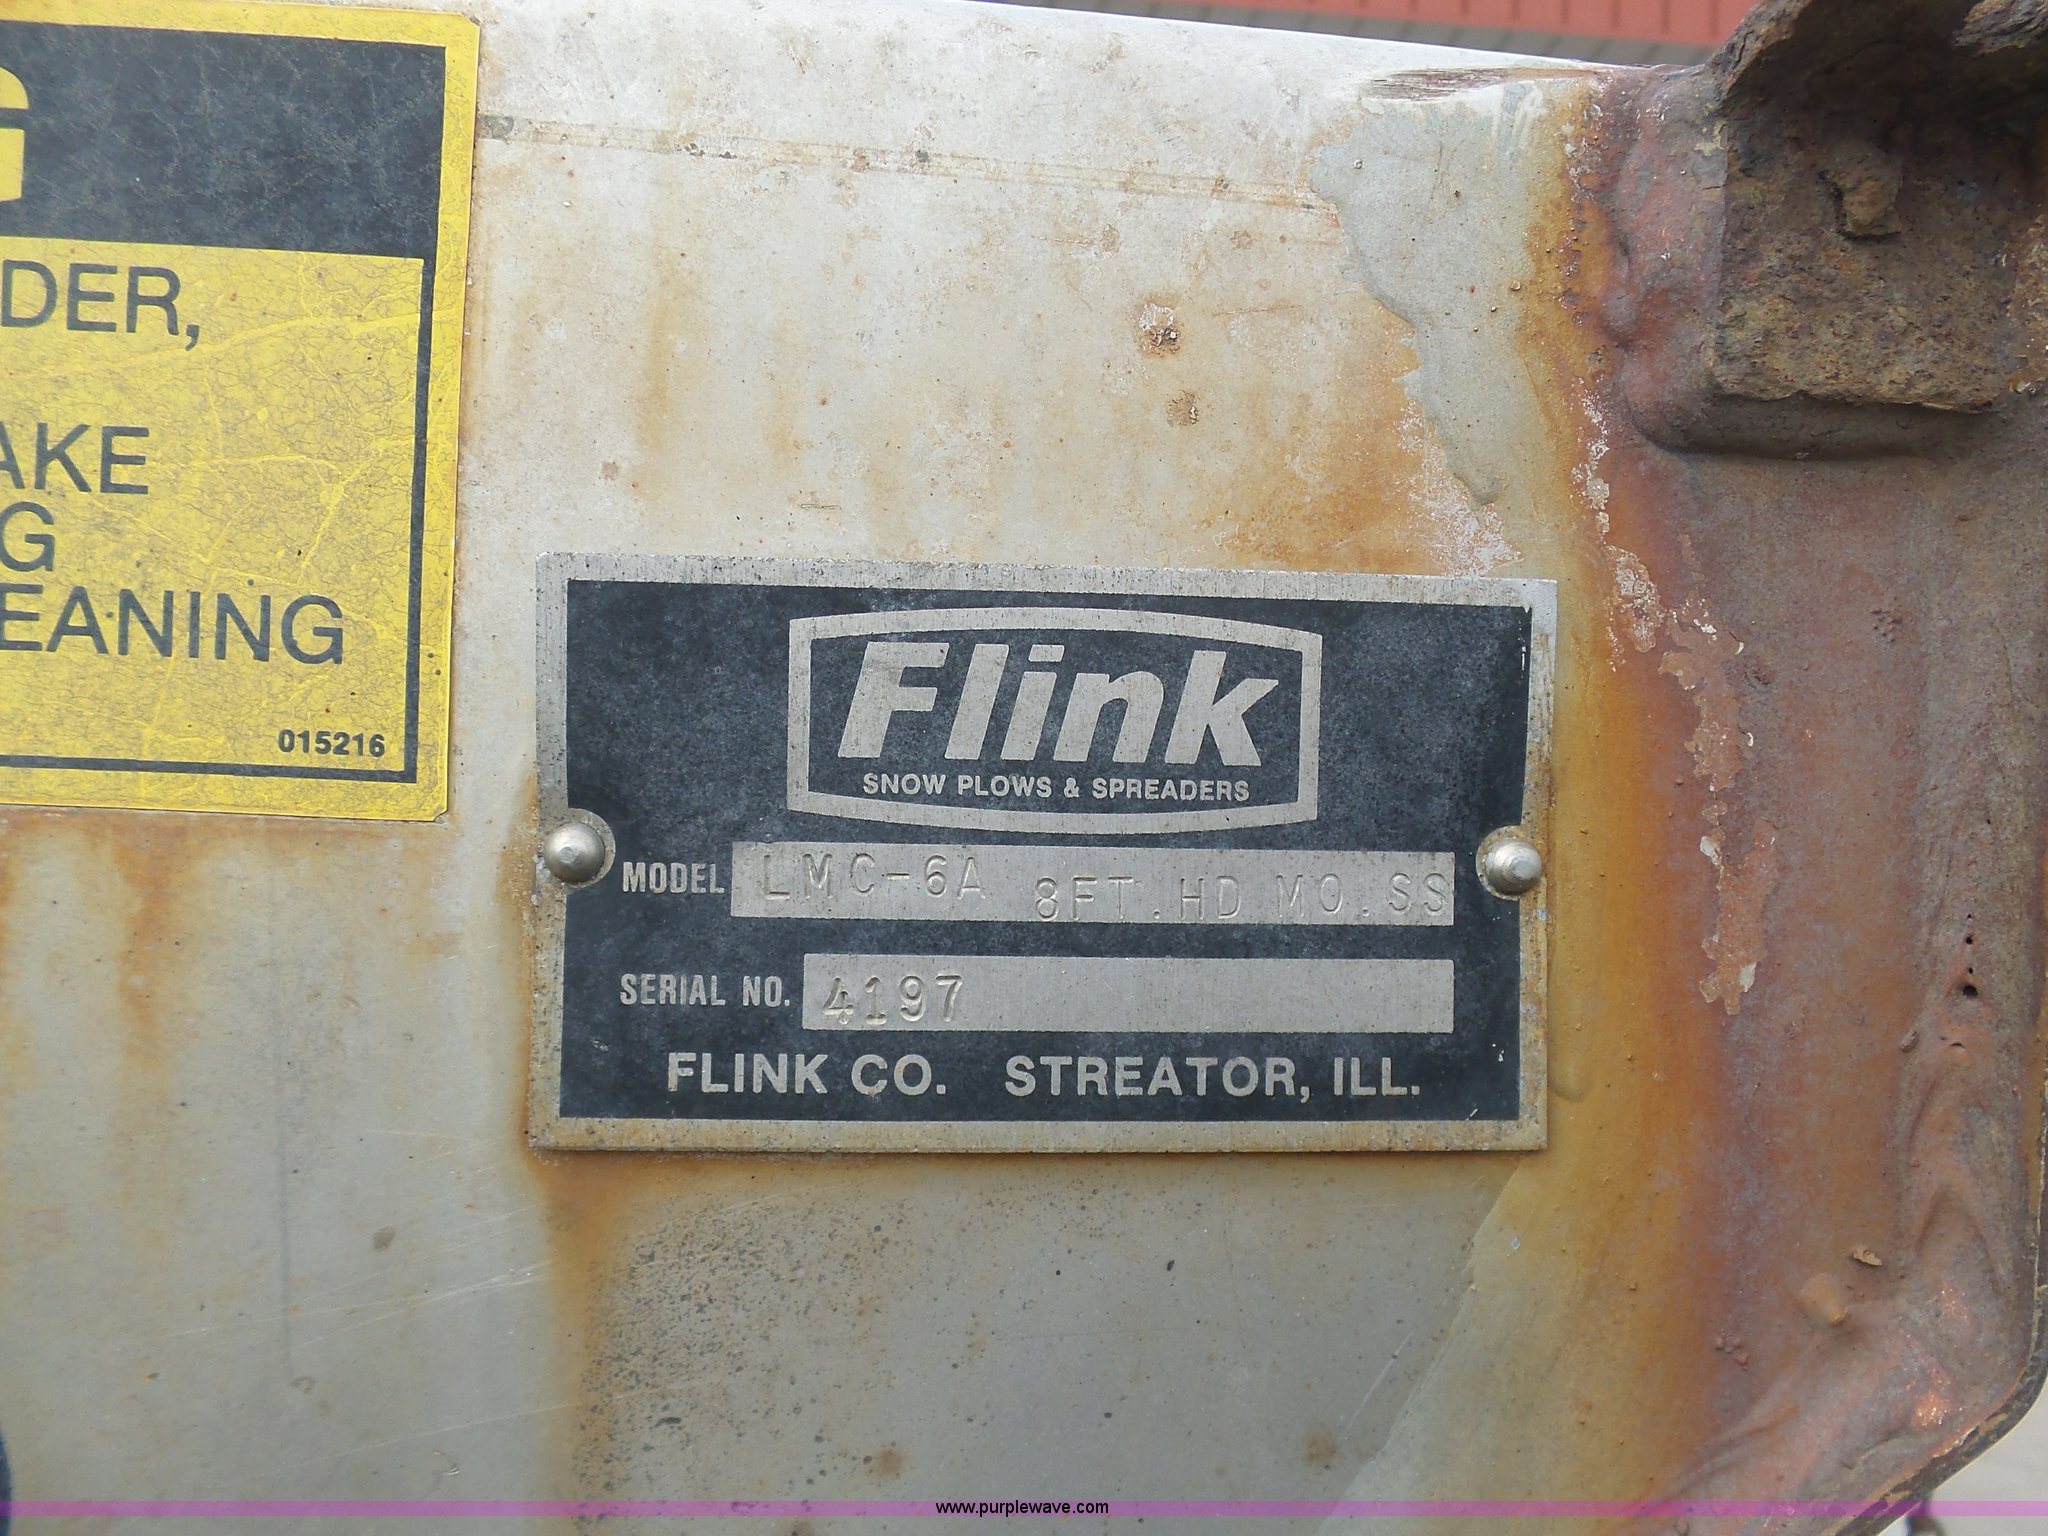 G
DER,
AKE
G
EANING
015216
Flink
SNOW PLOWS & SPREADERS
MODEL LMC-6A 8FT.HD MO.SS
SERIAL NO. 4197
FLINK CO. STREATOR, ILL.
www.purplewave.com